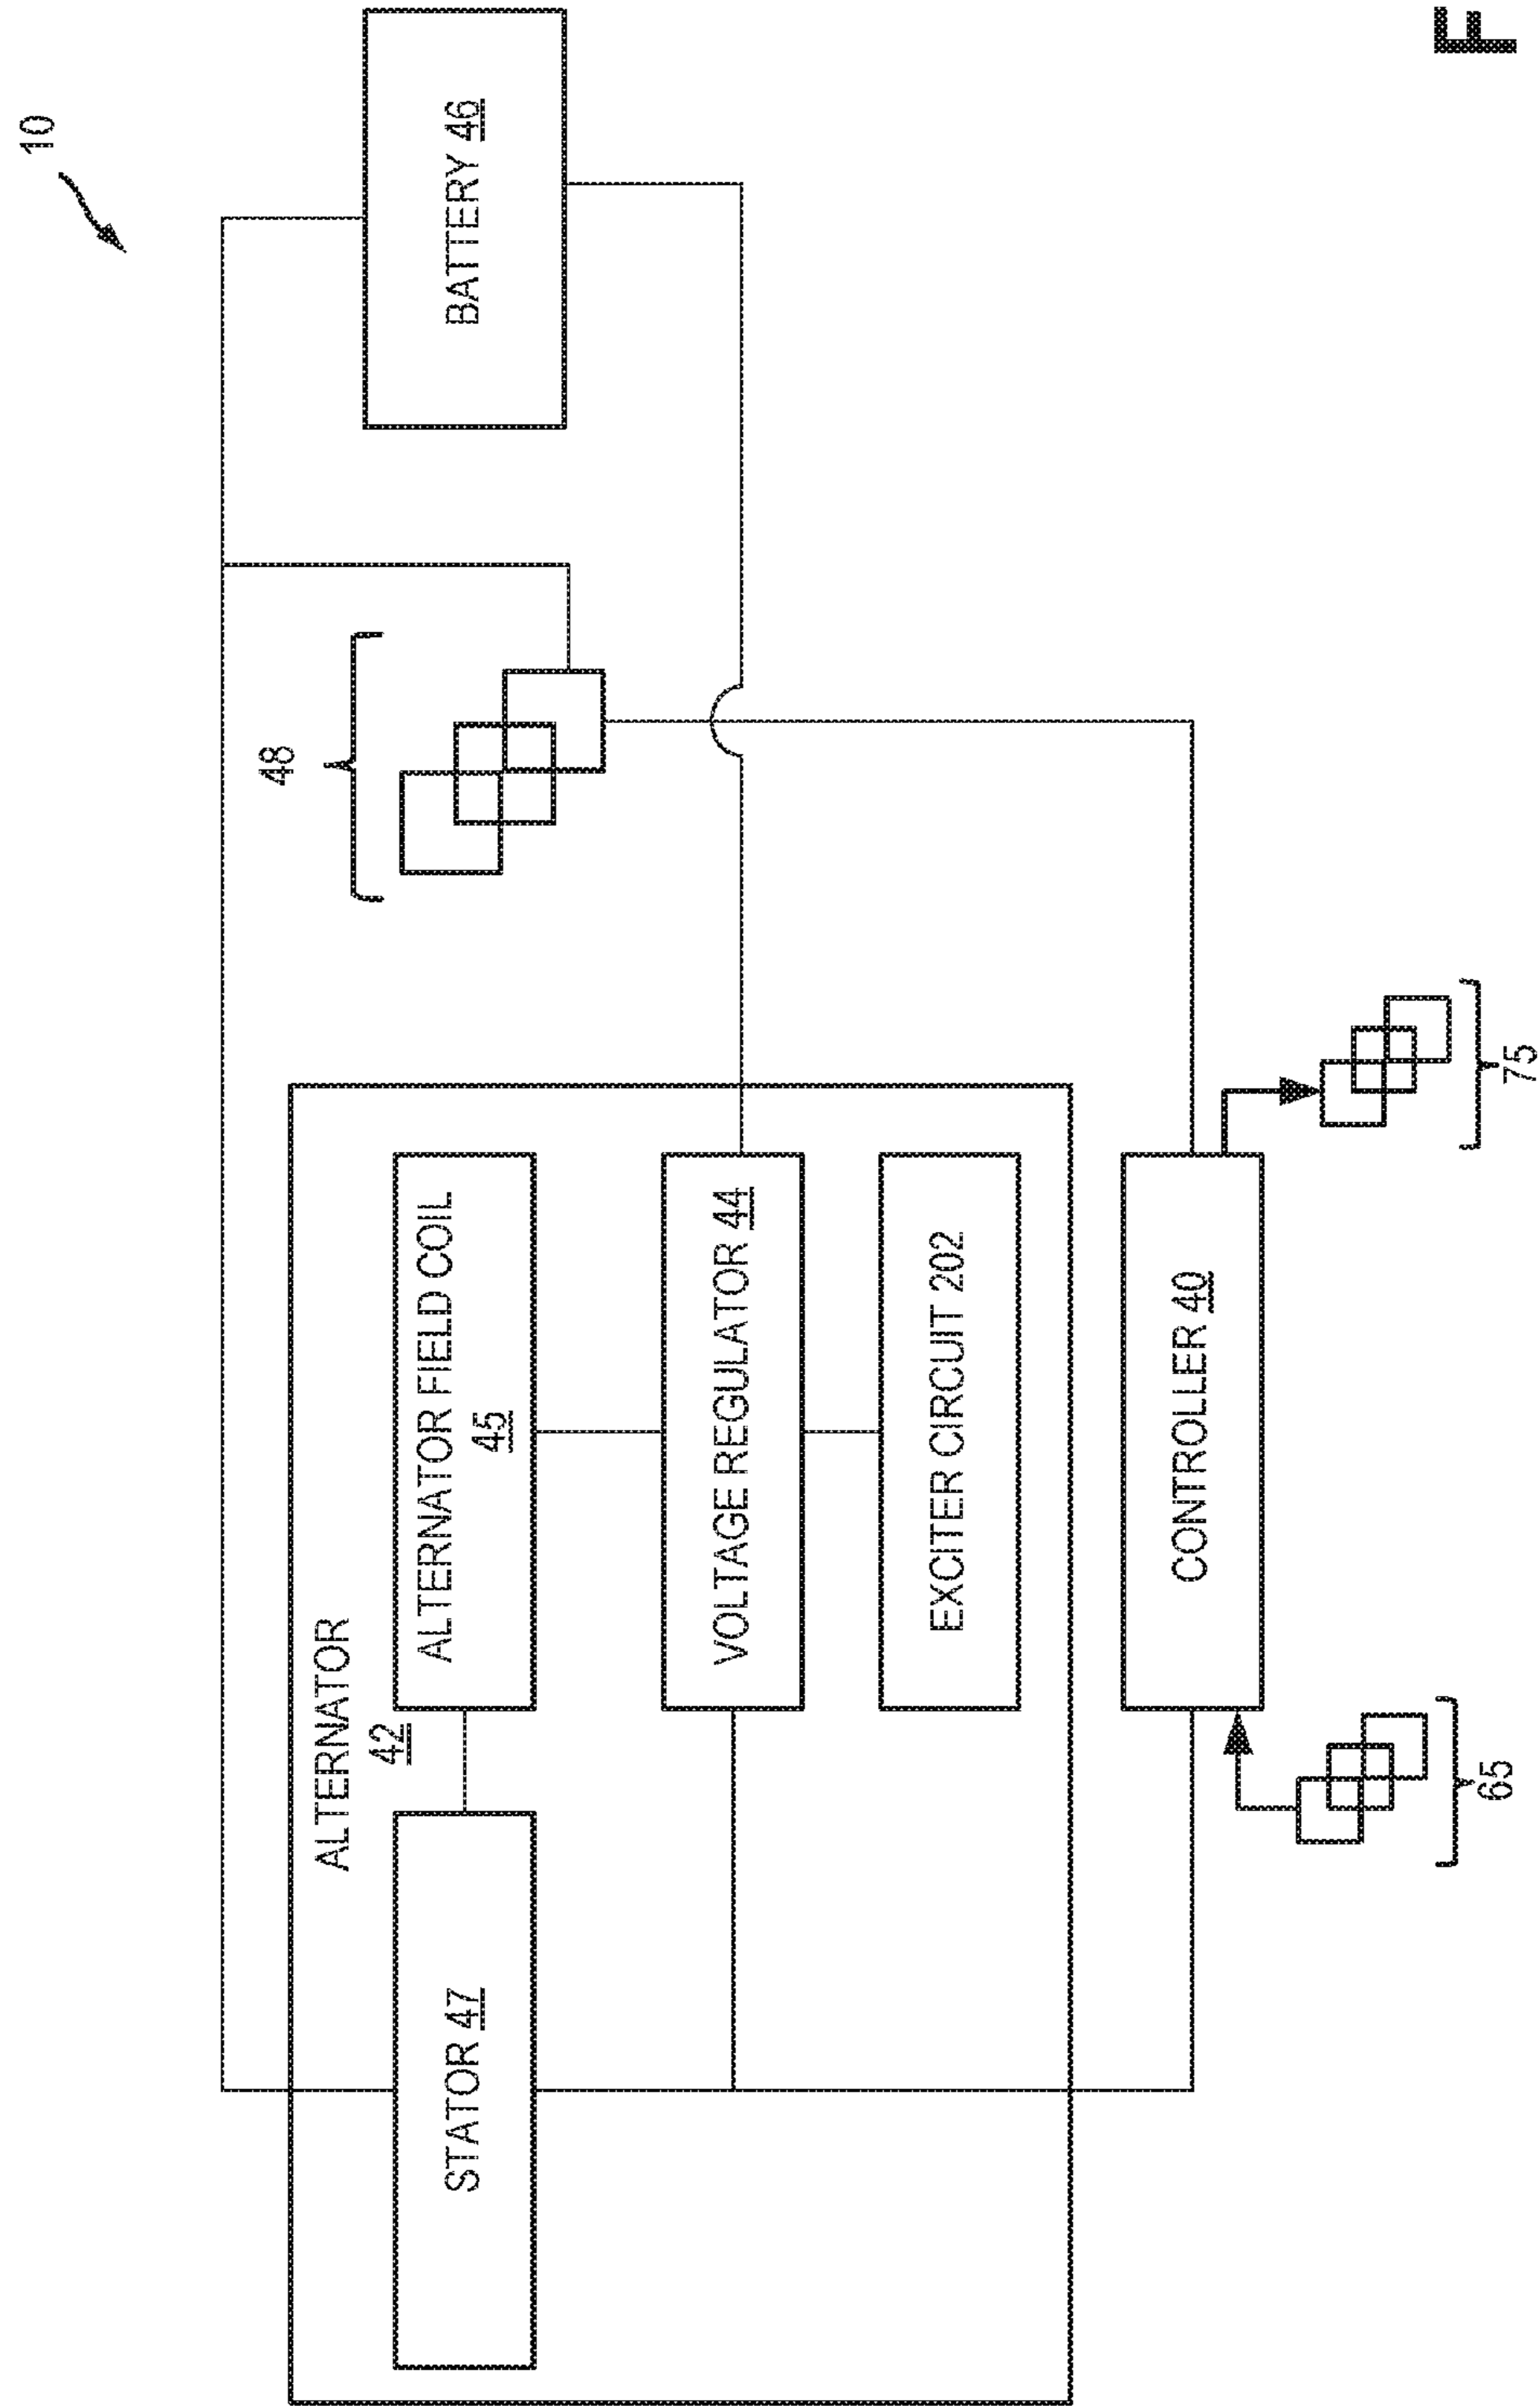 10
BATTERY 46
48
ALTERNATOR
42
ALTERNATOR FIELD COIL
45
STATOR 47
VOLTAGE REGULATOR 44
EXCITER CIRCUIT 202
CONTROLLER 40
65
75
F